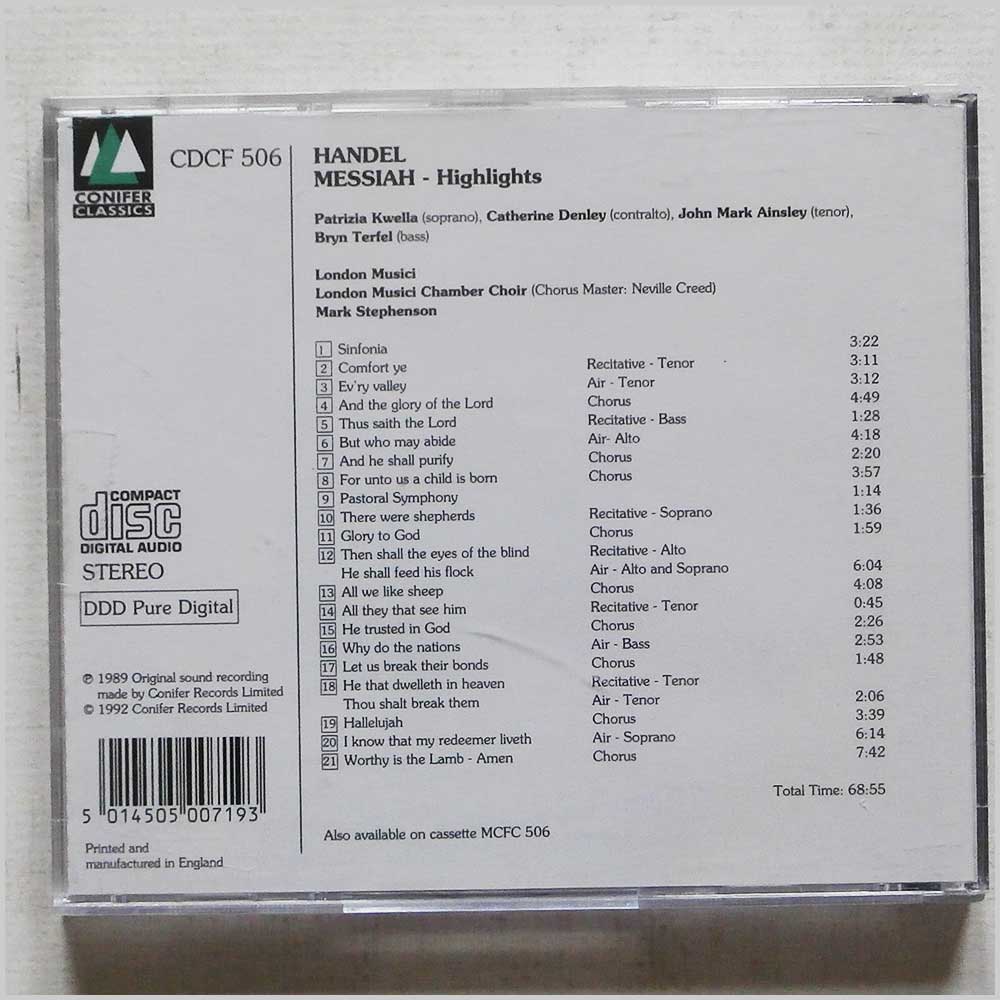 CONIFER
CLASSICS
CDCF 506
HANDEL
MESSIAH - Highlights
Patrizia Kwella (soprano), Catherine Denley (contralto), John Mark Ainsley (tenor),
Bryn Terfel (bass)
London Musici
London Musici Chamber Choir (Chorus Master: Neville Creed)
Mark Stephenson
1 Sinfonia 3:22
2 Comfort ye Recitative - Tenor 3:11
3 Ev'ry valley Air - Tenor 3:12
4 And the glory of the Lord Chorus 4:49
5 Thus saith the Lord Recitative - Bass 1:28
6 But who may abide Air- Alto 4:18
7 And he shall purify Chorus 2:20
8 For unto us a child is born Chorus 3:57
9 Pastoral Symphony 1:14
10 There were shepherds Recitative - Soprano 1:36
11 Glory to God Chorus 1:59
12 Then shall the eyes of the blind Recitative - Alto
He shall feed his flock Air - Alto and Soprano 6:04
13 All we like sheep Chorus 4:08
14 All they that see him Recitative - Tenor 0:45
15 He trusted in God Chorus 2:26
16 Why do the nations Air - Bass 2:53
17 Let us break their bonds Chorus 1:48
18 He that dwelleth in heaven Recitative - Tenor
Thou shalt break them Air - Tenor 2:06
19 Hallelujah Chorus 3:39
20 I know that my redeemer liveth Air - Soprano 6:14
21 Worthy is the Lamb - Amen Chorus 7:42
Total Time: 68:55
Also available on cassette MCFC 506
COMPACT
disc
DIGITAL AUDIO
STEREO
DDD Pure Digital
℗ 1989 Original sound recording
made by Conifer Records Limited
© 1992 Conifer Records Limited
5 014505 007193
Printed and
manufactured in England